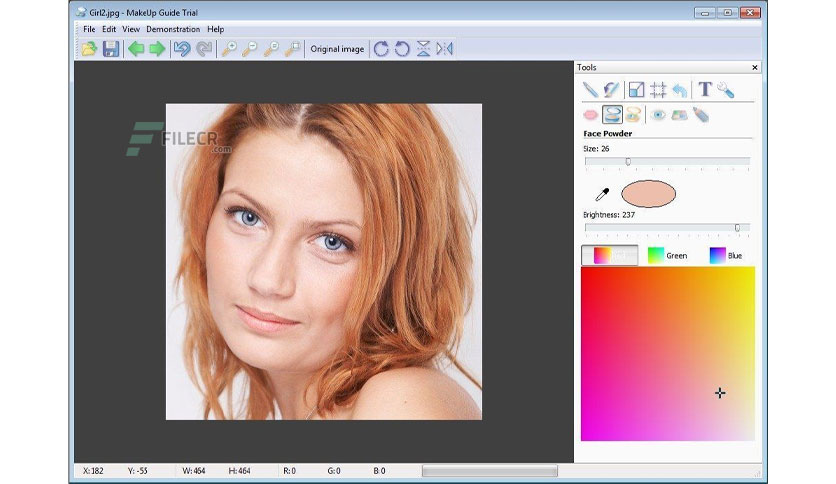 Girl2.jpg - MakeUp Guide Trial
File Edit View Demonstration Help
Original image
Tools
T
FILECR
.com
Face Powder
Size: 26
Brightness: 237
Green Blue
X:182 Y: -55 W:464 H:464 R:0 G:0 B:0